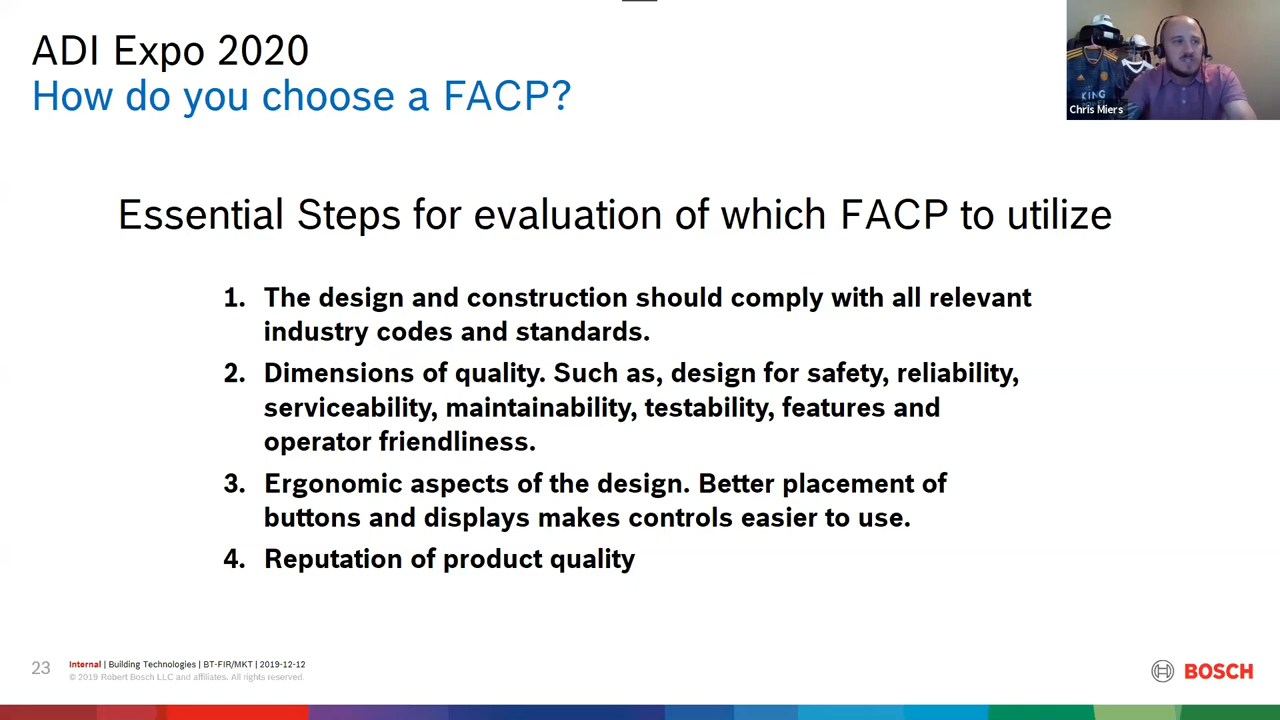 ADI Expo 2020
How do you choose a FACP?
KING
Chris Miers
Essential Steps for evaluation of which FACP to utilize
1. The design and construction should comply with all relevant
industry codes and standards.
2. Dimensions of quality. Such as, design for safety, reliability,
serviceability, maintainability, testability, features and
operator friendliness.
3. Ergonomic aspects of the design. Better placement of
buttons and displays makes controls easier to use.
4. Reputation of product quality
23
Internal | Building Technologies | BT-FIR/MKT | 2019-12-12
© 2019 Robert Bosch LLC and affiliates. All rights reserved.
BOSCH